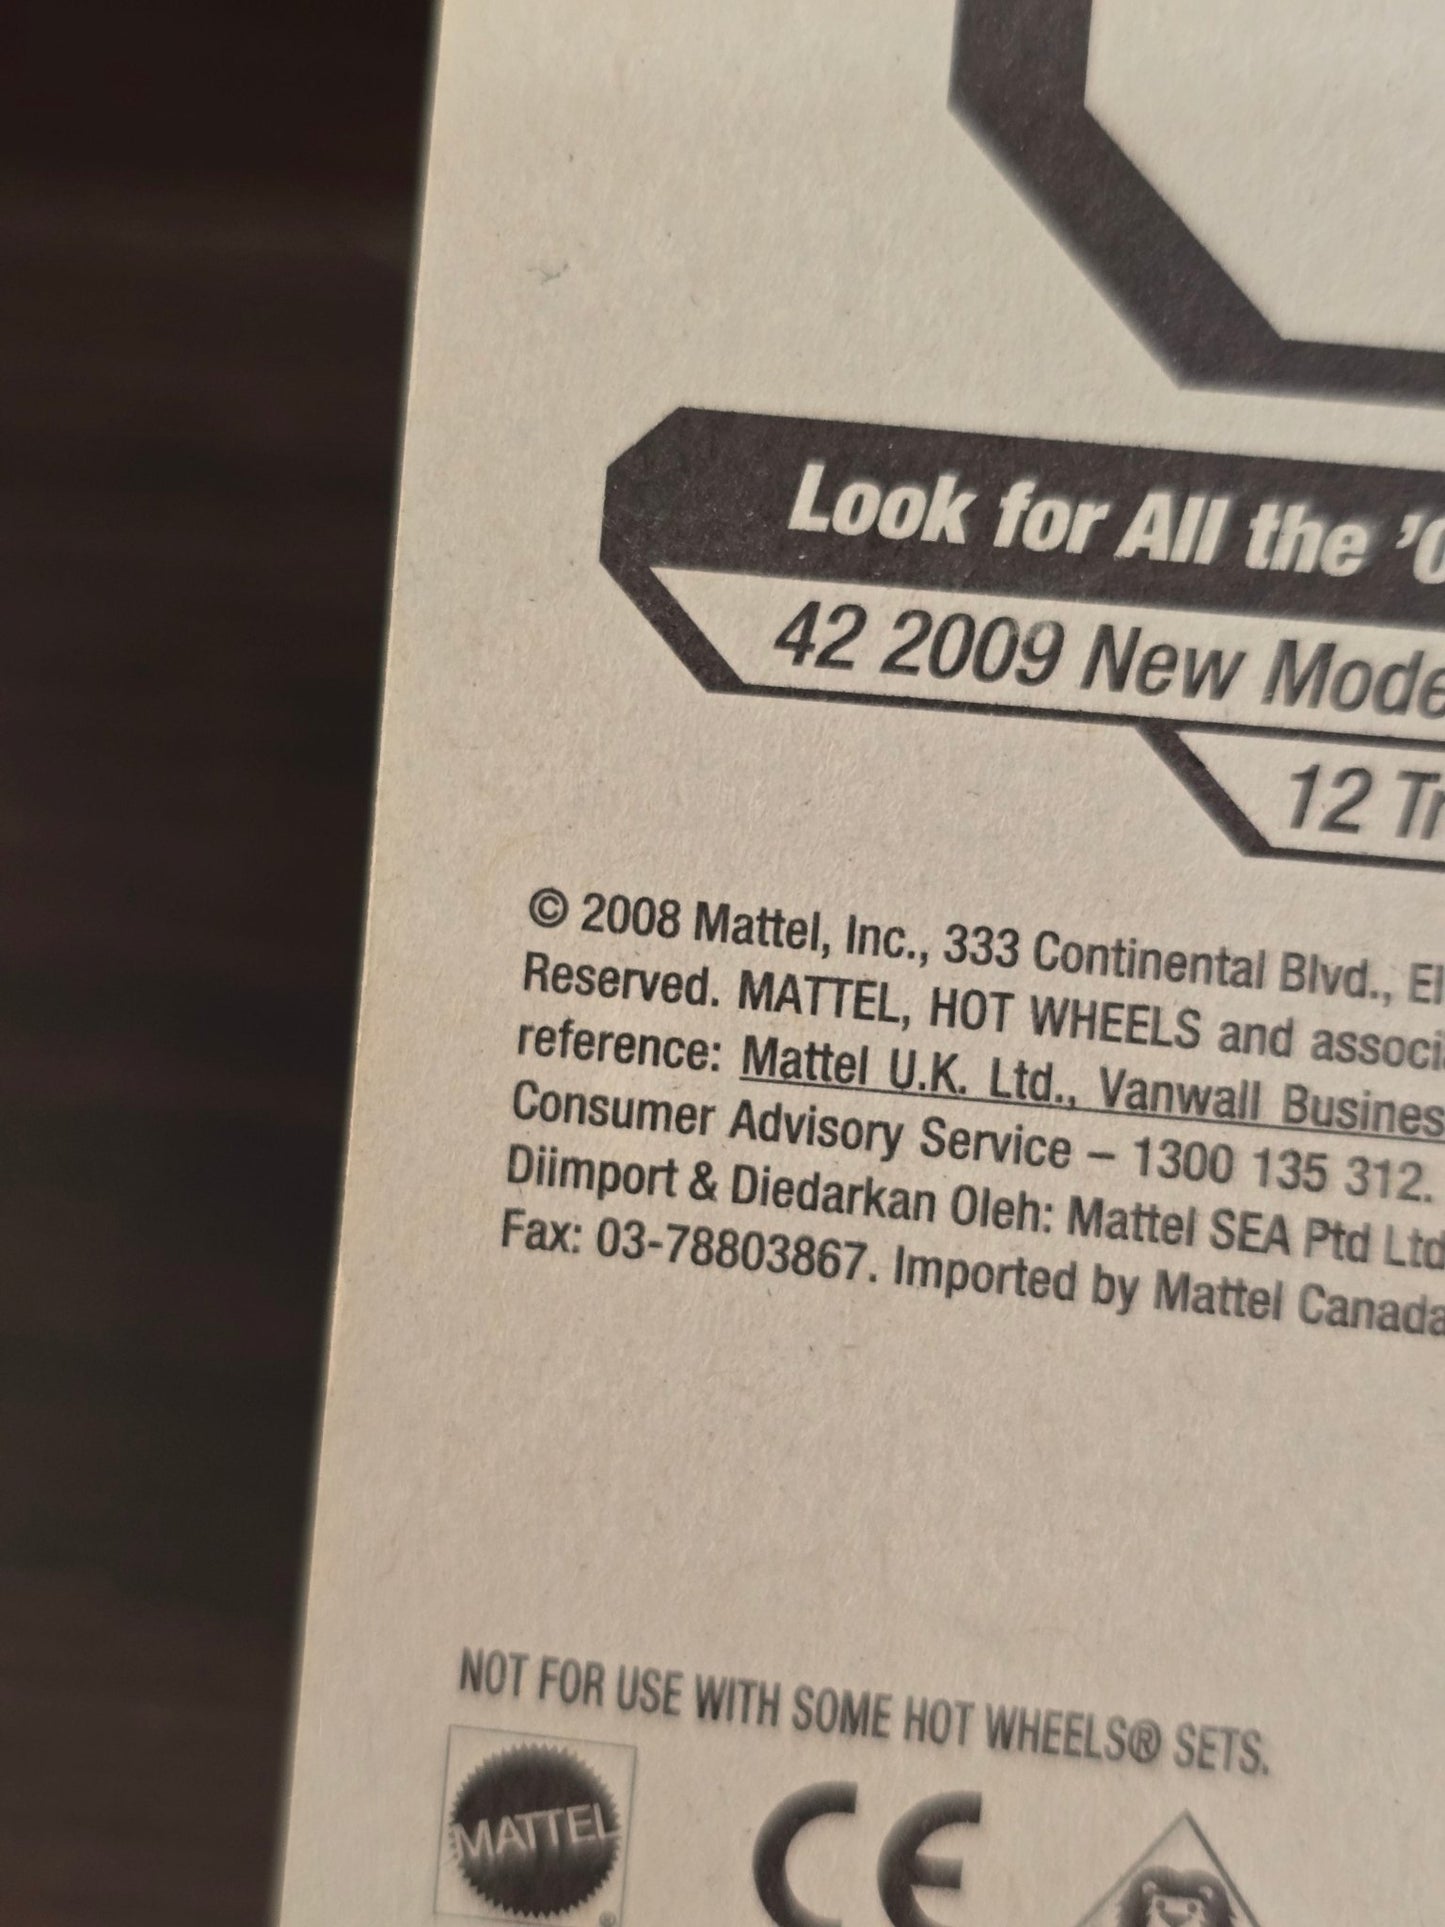 Look for All the '0
42 2009 New Mode
12 Tr
© 2008 Mattel, Inc., 333 Continental Blvd., El
Reserved. MATTEL, HOT WHEELS and associ
reference: Mattel U.K. Ltd., Vanwall Busines
Consumer Advisory Service – 1300 135 312.
Diimport & Diedarkan Oleh: Mattel SEA Ptd Ltd
Fax: 03-78803867. Imported by Mattel Canada
NOT FOR USE WITH SOME HOT WHEELS® SETS.
MATTEL ®
CE